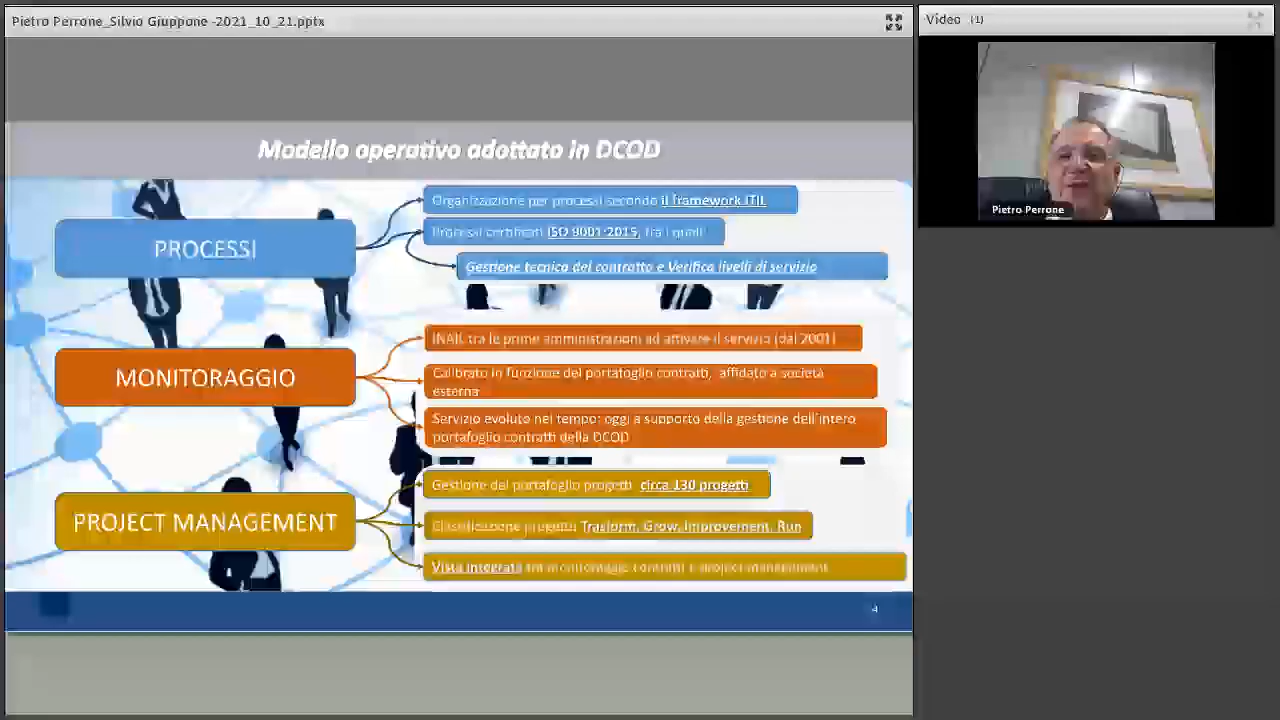 Pietro Perrone_Silvio Giuppone -2021_10_21.pptx
Video (1)
Pietro Perrone
Modello operativo adottato in DCOD
PROCESSI
Organizzazione per processi secondo il framework ITIL
Processi certificati ISO 9001:2015, tra i quali
Gestione tecnica del contratto e Verifica livelli di servizio
MONITORAGGIO
INAIL tra le prime amministrazioni ad attivare il servizio (dal 2001)
Calibrato in funzione del portafoglio contratti, affidato a società
esterna
Servizio evoluto nel tempo: oggi a supporto della gestione dell'intero
portafoglio contratti della DCOD
PROJECT MANAGEMENT
Gestione del portafoglio progetti circa 130 progetti
Classificazione progetti Trasform, Grow, Improvement, Run
Vista integrata tra monitoraggio contratti e project management
4